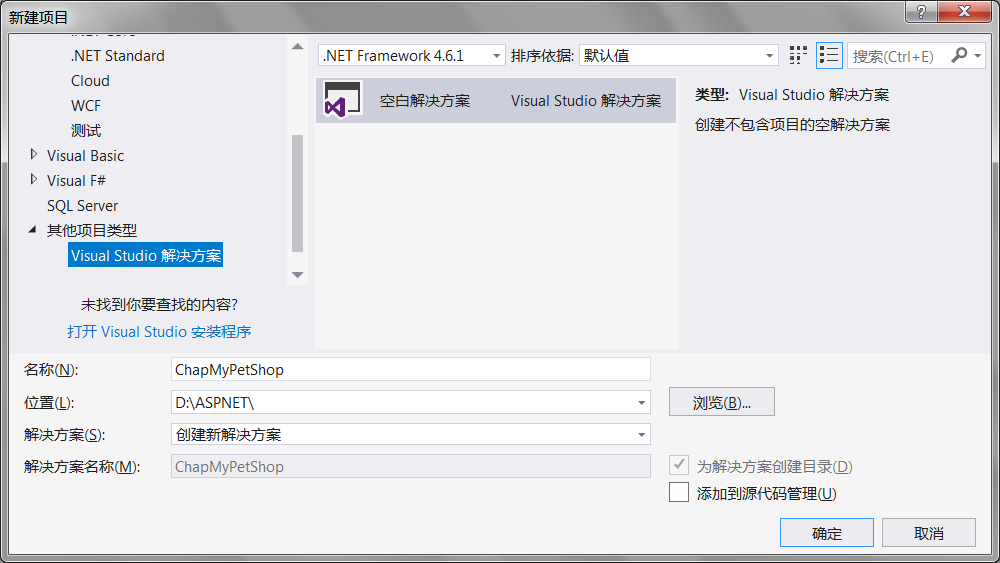 新建项目
.NET Standard
Cloud
WCF
测试
Visual Basic
Visual F#
SQL Server
其他项目类型
Visual Studio 解决方案
未找到你要查找的内容?
打开 Visual Studio 安装程序
.NET Framework 4.6.1 排序依据: 默认值 搜索(Ctrl+E)
空白解决方案 Visual Studio 解决方案
类型: Visual Studio 解决方案
创建不包含项目的空解决方案
名称(N): ChapMyPetShop
位置(L): D:\ASPNET\ 浏览(B)...
解决方案(S): 创建新解决方案
解决方案名称(M): ChapMyPetShop 为解决方案创建目录(D)
添加到源代码管理(U)
确定 取消